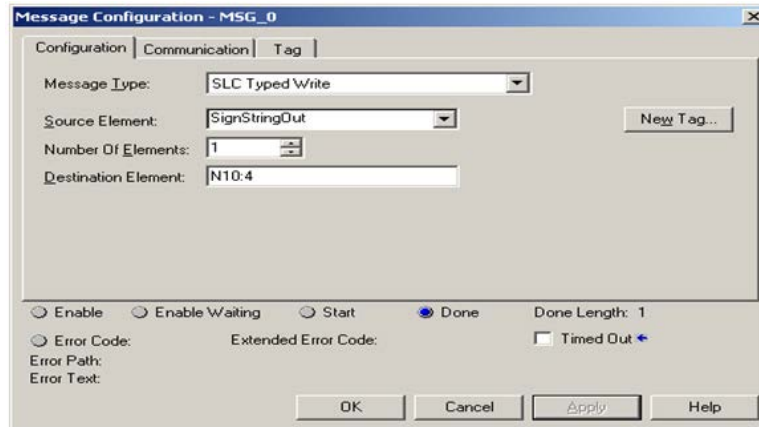 Message Configuration - MSG_0
Configuration Communication Tag
Message Type: SLC Typed Write
Source Element: SignStringOut New Tag...
Number Of Elements: 1
Destination Element: N10:4
Enable Enable Waiting Start Done Done Length: 1
Error Code: Extended Error Code: Timed Out
Error Path:
Error Text:
OK Cancel Apply Help